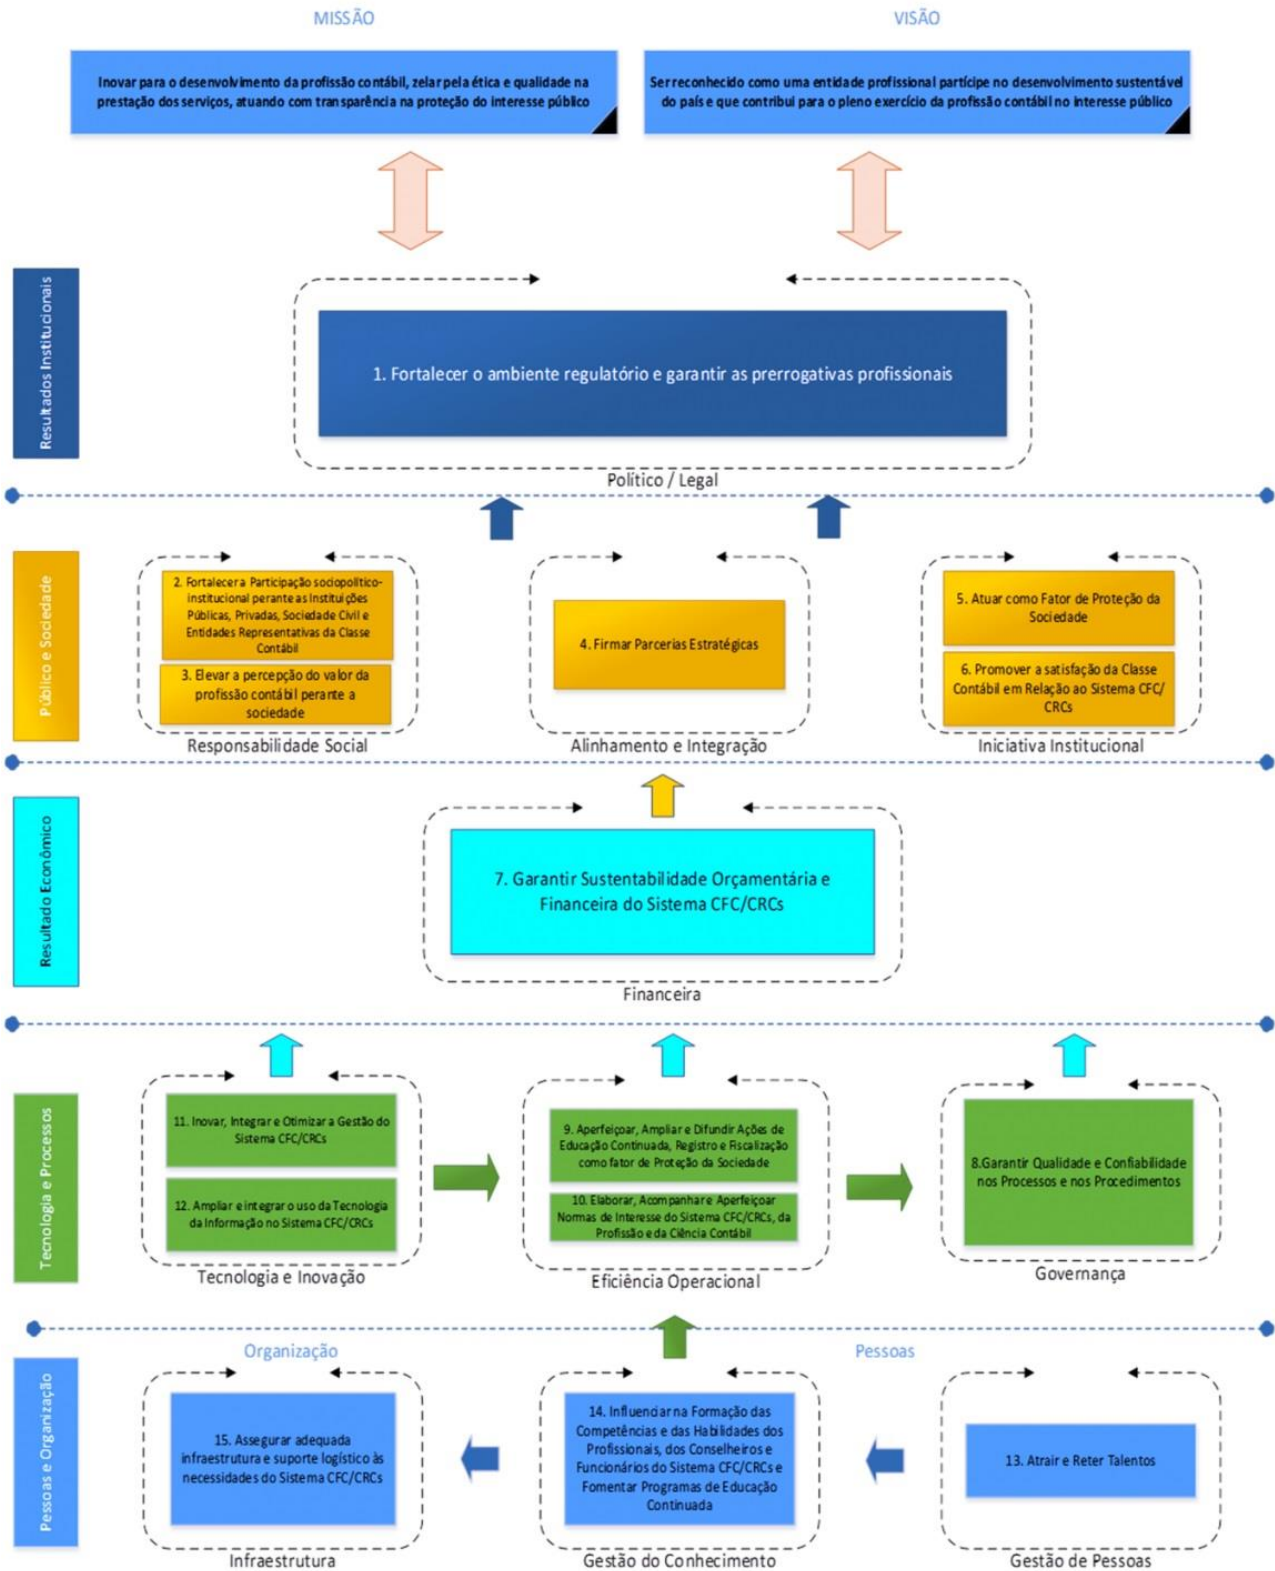 MISSÃO
Inovar para o desenvolvimento da profissão contábil, zelar pela ética e qualidade na
prestação dos serviços, atuando com transparência na proteção do interesse público
VISÃO
Ser reconhecido como uma entidade profissional partícipe no desenvolvimento sustentável
do país e que contribui para o pleno exercício da profissão contábil no interesse público
Resultados Institucionais
1. Fortalecer o ambiente regulatório e garantir as prerrogativas profissionais
Político / Legal
Público e Sociedade
2. Fortalecer a Participação sociopolítico-
institucional perante as Instituições
Públicas, Privadas, Sociedade Civil e
Entidades Representativas da Classe
Contábil
3. Elevar a percepção do valor da
profissão contábil perante a
sociedade
Responsabilidade Social
4. Firmar Parcerias Estratégicas
Alinhamento e Integração
5. Atuar como Fator de Proteção da
Sociedade
6. Promover a satisfação da Classe
Contábil em Relação ao Sistema CFC/
CRCs
Iniciativa Institucional
Resultado Econômico
7. Garantir Sustentabilidade Orçamentária e
Financeira do Sistema CFC/CRCs
Financeira
Tecnologia e Processos
11. Inovar, Integrar e Otimizar a Gestão do
Sistema CFC/CRCs
12. Ampliar e integrar o uso da Tecnologia
da Informação no Sistema CFC/CRCs
Tecnologia e Inovação
9. Aperfeiçoar, Ampliar e Difundir Ações de
Educação Continuada, Registro e Fiscalização
como fator de Proteção da Sociedade
10. Elaborar, Acompanhar e Aperfeiçoar
Normas de Interesse do Sistema CFC/CRCs, da
Profissão e da Ciência Contábil
Eficiência Operacional
8.Garantir Qualidade e Confiabilidade
nos Processos e nos Procedimentos
Governança
Pessoas e Organização
Organização
Pessoas
15. Assegurar adequada
infraestrutura e suporte logístico às
necessidades do Sistema CFC/CRCs
Infraestrutura
14. Influenciar na Formação das
Competências e das Habilidades dos
Profissionais, dos Conselheiros e
Funcionários do Sistema CFC/CRCs e
Fomentar Programas de Educação
Continuada
Gestão do Conhecimento
13. Atrair e Reter Talentos
Gestão de Pessoas